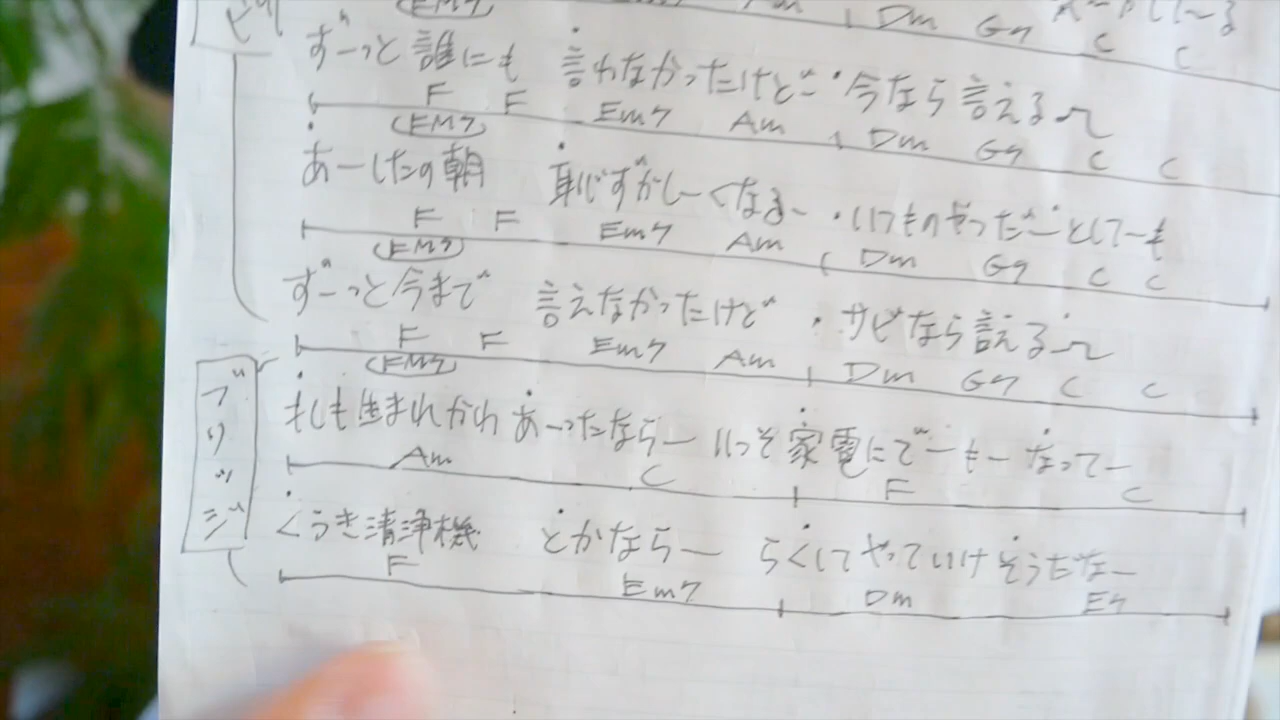 ビ
(EM7) Am Dm G7 C C
ずーっと 誰にも 言わなかったけど 今なら 言える
F F Em7 Am Dm G7 C C
(EM7)
あーしたの朝 恥ずかしーくなる いつものやつだーとしても
F F Em7 Am Dm G7 C C
(FM7)
ずーっと今まで 言えなかったけど サビなら言える
F F Em7 Am Dm G7 C C
(FM7)
ブリッジ
もしも生まれかわ あーったならー いっそ家電にでーもーなってー
Am C F C
くうき清浄機 とかならー らくしてやっていけそうだなー
F Em7 Dm E7